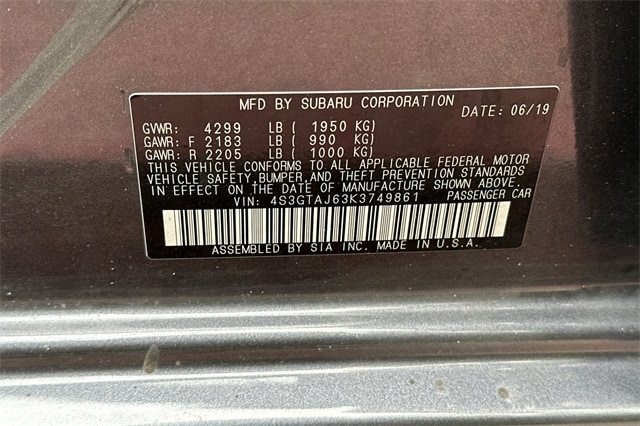 MFD.BY SUBARU CORPORATION DATE: 06/19
GVWR: 4299 LB ( 1950 KG)
GAWR: F 2183 LB ( 990 KG)
GAWR: R 2205 LB ( 1000 KG)
THIS VEHICLE CONFORMS TO ALL APPLICABLE FEDERAL MOTOR
VEHICLE SAFETY,BUMPER,AND THEFT PREVENTION STANDARDS
IN EFFECT ON THE DATE OF MANUFACTURE SHOWN ABOVE.
VIN: 4S3GTAJ63K3749861 PASSENGER CAR
ASSEMBLED BY SIA INC. MADE IN U.S.A.